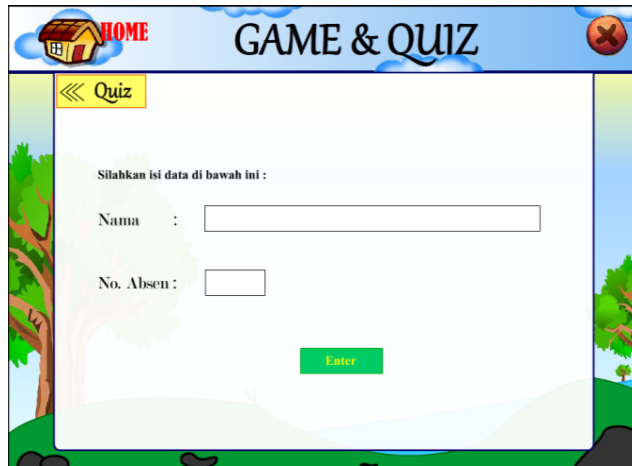 HOME
GAME & QUIZ
Quiz
Silahkan isi data di bawah ini :
Nama :
No. Absen :
Enter